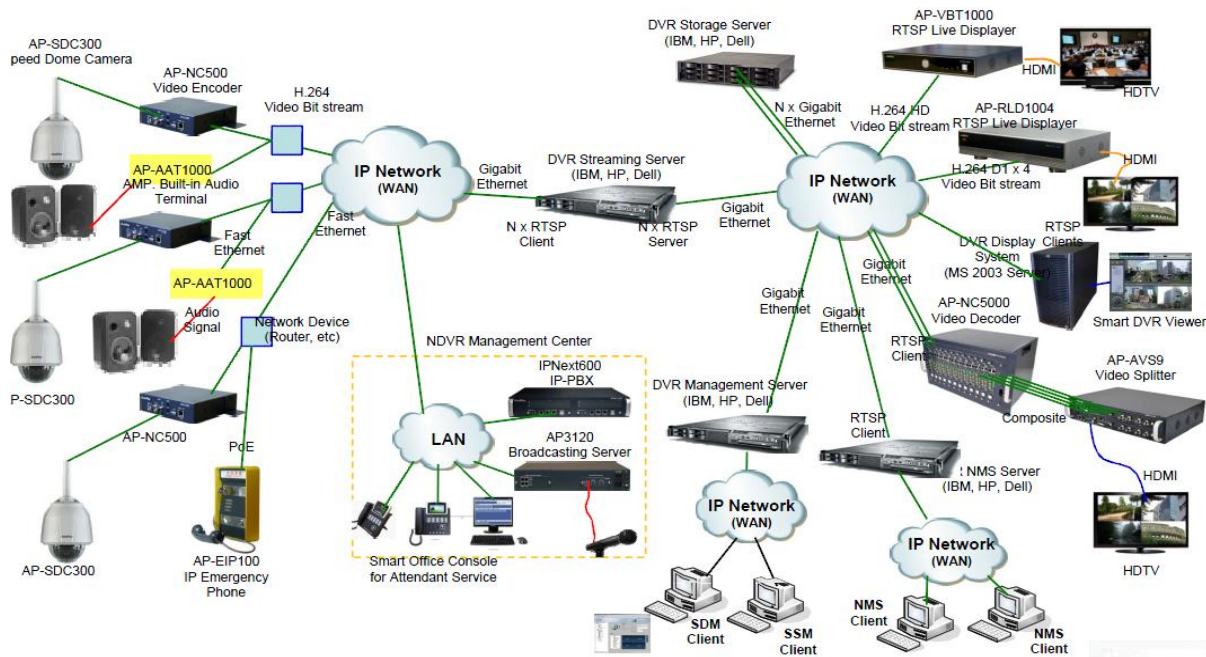 AP-SDC300
peed Dome Camera
AP-NC500
Video Encoder
H.264
Video Bit stream
AP-AAT1000
AMP. Built-in Audio
Terminal
Fast
Ethernet
AP-AAT1000
Audio
Signal
Network Device
(Router, etc)
P-SDC300
AP-NC500
PoE
AP-SDC300
AP-EIP100
IP Emergency
Phone
IP Network
(WAN)
Fast
Ethernet
Gigabit
Ethernet
DVR Streaming Server
(IBM, HP, Dell)
N x RTSP
Client
N x RTSP
Server
NDVR Management Center
IPNext600
IP-PBX
LAN
AP3120
Broadcasting Server
Smart Office Console
for Attendant Service
DVR Storage Server
(IBM, HP, Dell)
N x Gigabit
Ethernet
IP Network
(WAN)
Gigabit
Ethernet
AP-VBT1000
RTSP Live Displayer
HDMI
HDTV
H.264 HD
Video Bit stream
AP-RLD1004
RTSP Live Displayer
HDMI
H.264 D1 x 4
Video Bit stream
RTSP
Clients
DVR Display
System
(MS 2003 Server)
Smart DVR Viewer
Gigabit
Ethernet
Gigabit
Ethernet
Gigabit
Ethernet
AP-NC5000
Video Decoder
RTSP
Client
AP-AVS9
Video Splitter
Composite
HDMI
HDTV
DVR Management Server
(IBM, HP, Dell)
RTSP
Client
NMS Server
(IBM, HP, Dell)
IP Network
(WAN)
IP Network
(WAN)
SDM
Client
SSM
Client
NMS
Client
NMS
Client